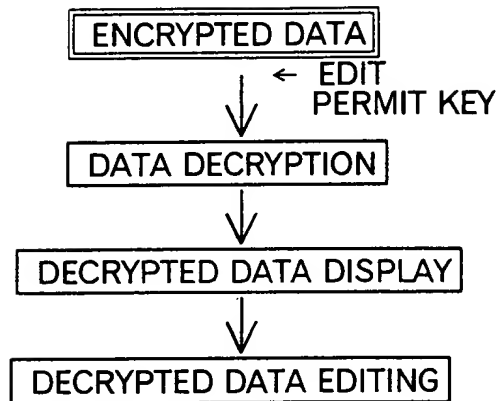 ENCRYPTED DATA
← EDIT
PERMIT KEY
DATA DECRYPTION
DECRYPTED DATA DISPLAY
DECRYPTED DATA EDITING